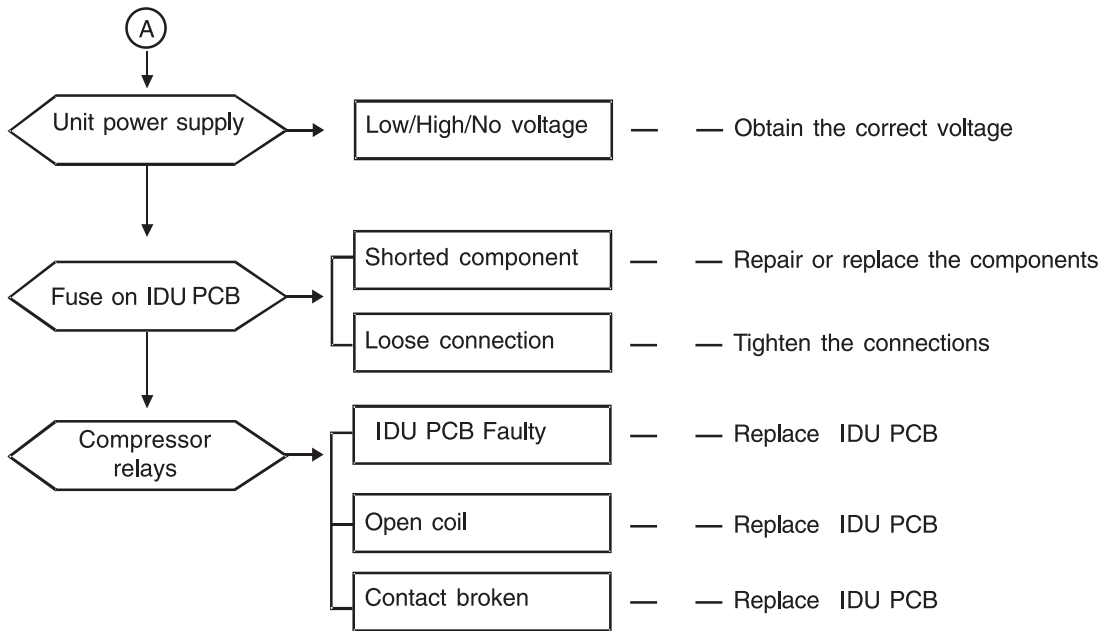 A
Unit power supply
Low/High/No voltage
Obtain the correct voltage
Fuse on IDU PCB
Shorted component
Repair or replace the components
Loose connection
Tighten the connections
Compressor
relays
IDU PCB Faulty
Replace IDU PCB
Open coil
Replace IDU PCB
Contact broken
Replace IDU PCB